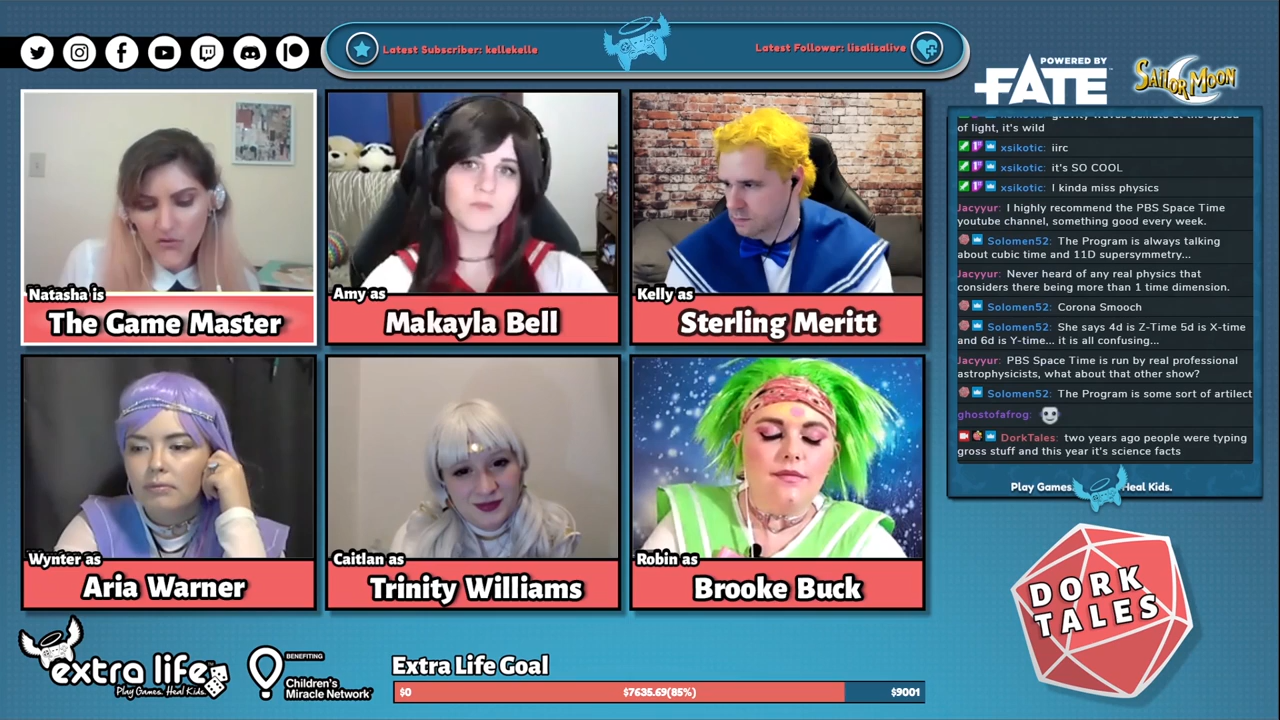 Latest Subscriber: kellekelle
Latest Follower: lisalisalive
POWERED BY
FATE
SAILOR MOON
Natasha is
The Game Master
Amy as
Makayla Bell
Kelly as
Sterling Meritt
Wynter as
Aria Warner
Caitlan as
Trinity Williams
Robin as
Brooke Buck
of light, it's wild
xsikotic: iirc
xsikotic: it's SO COOL
xsikotic: I kinda miss physics
Jacyyur: I highly recommend the PBS Space Time
youtube channel, something good every week.
Solomen52: The Program is always talking
about cubic time and 11D supersymmetry...
Jacyyur: Never heard of any real physics that
considers there being more than 1 time dimension.
Solomen52: Corona Smooch
Solomen52: She says 4d is Z-Time 5d is X-time
and 6d is Y-time... it is all confusing...
Jacyyur: PBS Space Time is run by real professional
astrophysicists, what about that other show?
Solomen52: The Program is some sort of artilect
ghostofafrog:
DorkTales: two years ago people were typing
gross stuff and this year it's science facts
Play Games. Heal Kids.
DORK
TALES
extra life
Play Games. Heal Kids.
BENEFITING
Children's
Miracle Network
Extra Life Goal
$0
$7635.69(85%)
$9001